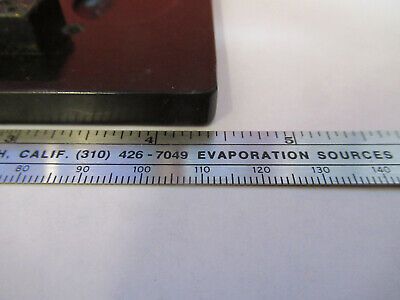 3 4 5
H, CALIF. (310) 426-7049 EVAPORATION SOURCES
80 90 100 110 120 130 140